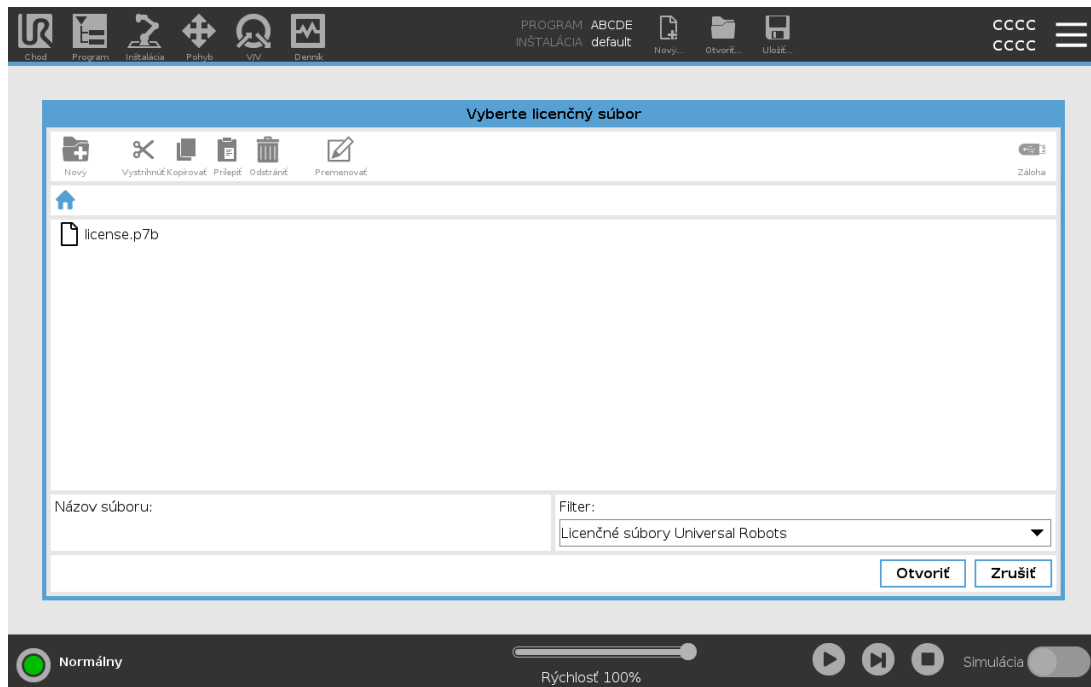 UR
PROGRAM ABCDE
INŠTALÁCIA default
CCCC
CCCC
Chod Program Inštalácia Pohyb V/V Denník Nový... Otvoriť... Uložiť...
Vyberte licenčný súbor
Nový Vystrihnúť Kopírovať Prilepiť Odstrániť Premenovať Záloha
license.p7b
Názov súboru: Filter:
Licenčné súbory Universal Robots
Otvoriť Zrušiť
Normálny
Rýchlosť 100%
Simulácia